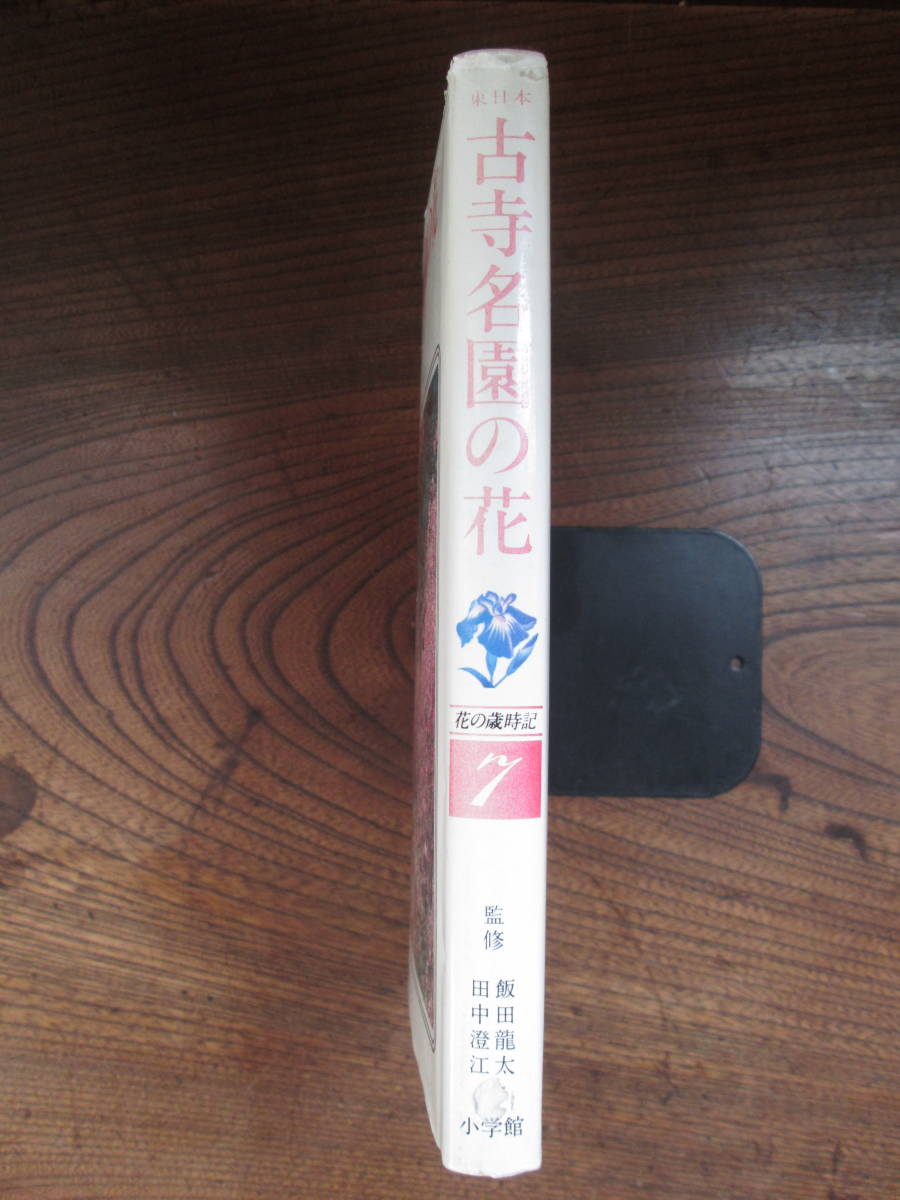 東日本
古寺名園の花
花の歳時記
7
監修
飯田龍太
田中澄江
小学館